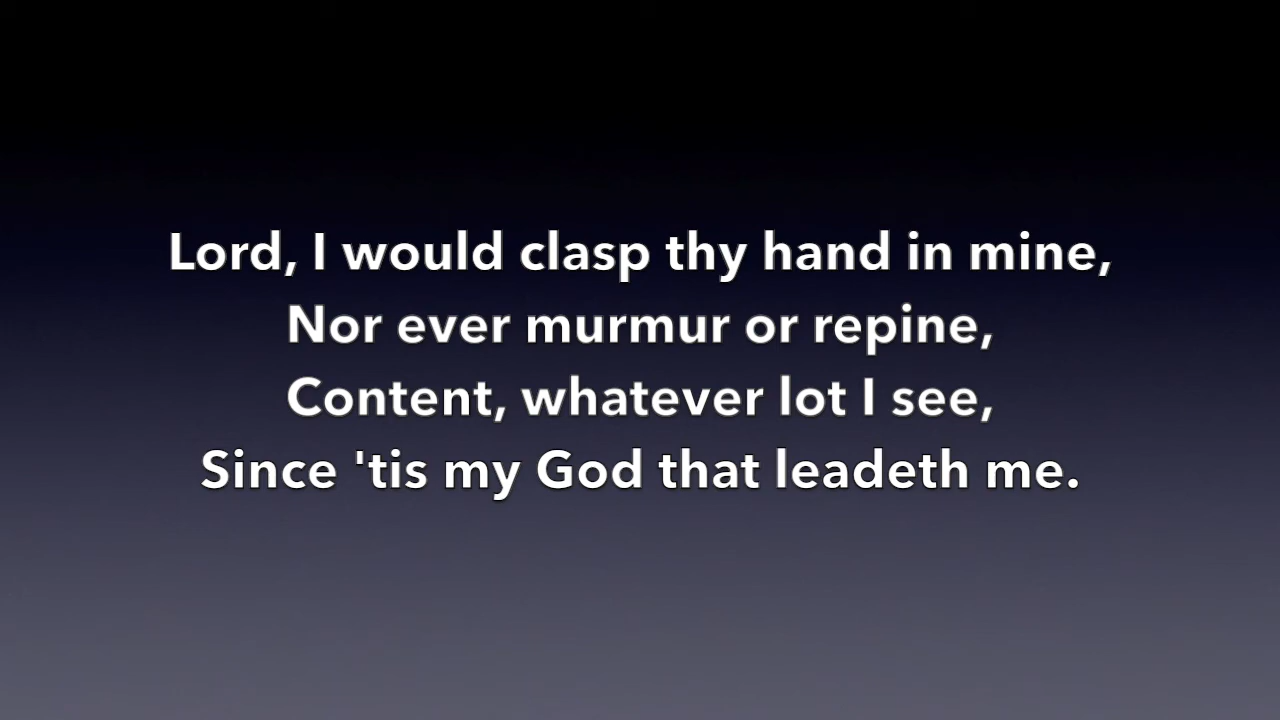 Lord, I would clasp thy hand in mine,
Nor ever murmur or repine,
Content, whatever lot I see,
Since 'tis my God that leadeth me.